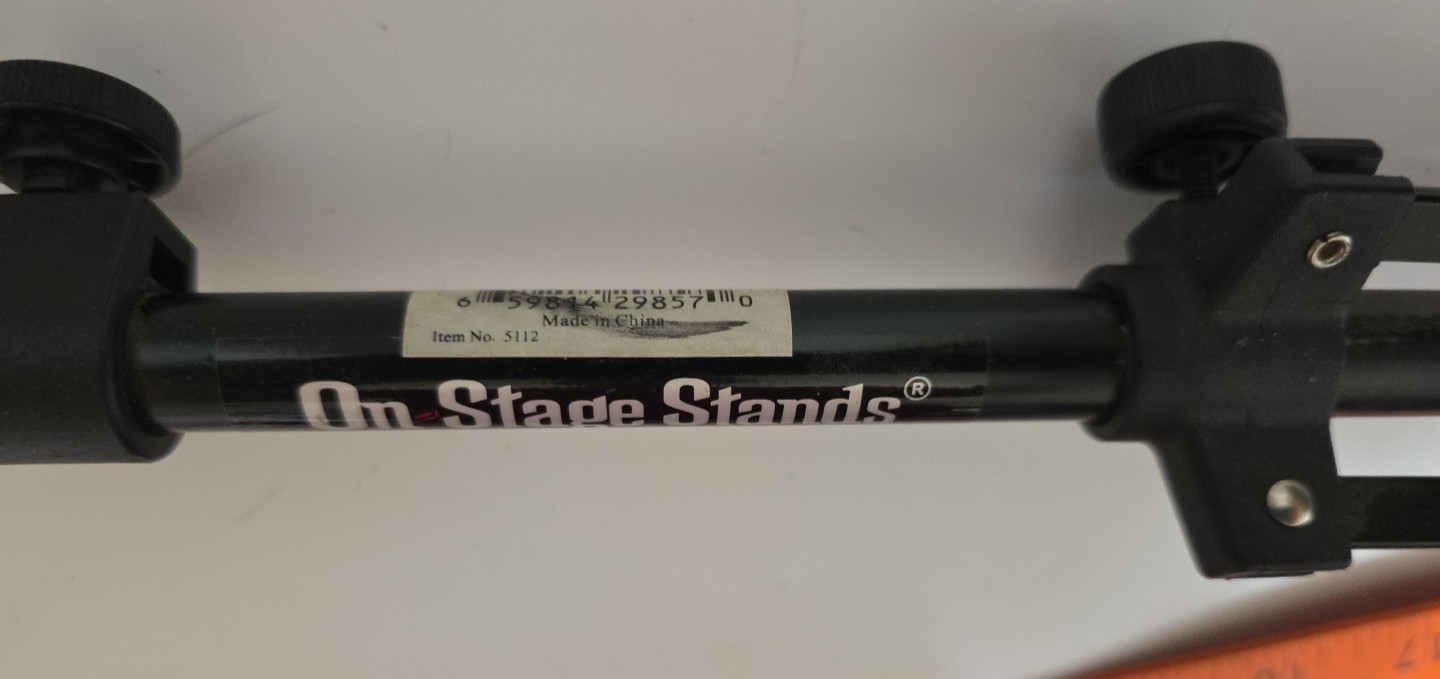 6 59814 29857 0
Made in China
Item No. 5112
On-Stage Stands®